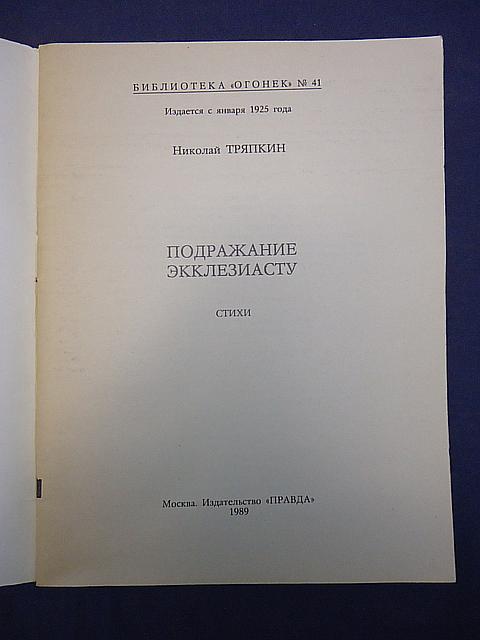 БИБЛИОТЕКА «ОГОНЕК» № 41
Издается с января 1925 года
Николай ТРЯПКИН
ПОДРАЖАНИЕ
ЭККЛЕЗИАСТУ
СТИХИ
Москва. Издательство «ПРАВДА»
1989